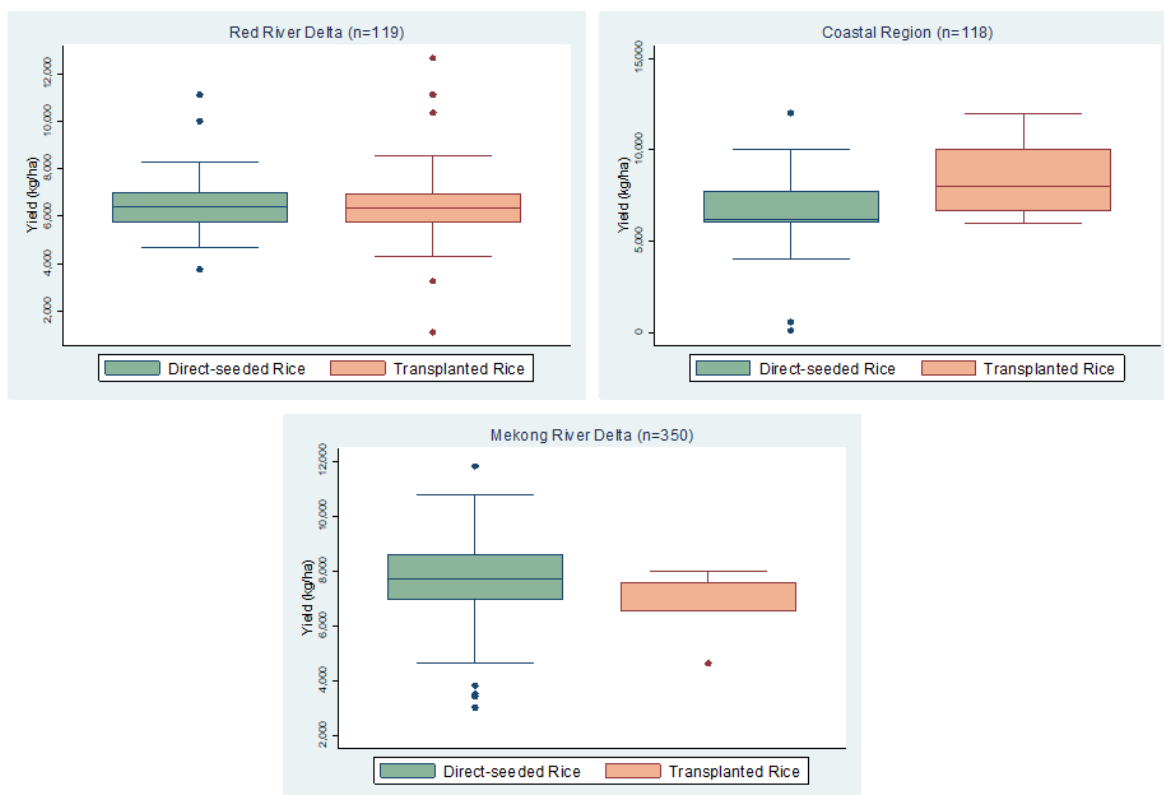 Red River Delta (n=119)
Yield (kg/ha)
12,000
10,000
8,000
6,000
4,000
2,000
Direct-seeded Rice
Transplanted Rice
Coastal Region (n=118)
Yield (kg/ha)
15,000
10,000
5,000
0
Direct-seeded Rice
Transplanted Rice
Mekong River Delta (n=350)
Yield (kg/ha)
12,000
10,000
8,000
6,000
4,000
2,000
Direct-seeded Rice
Transplanted Rice